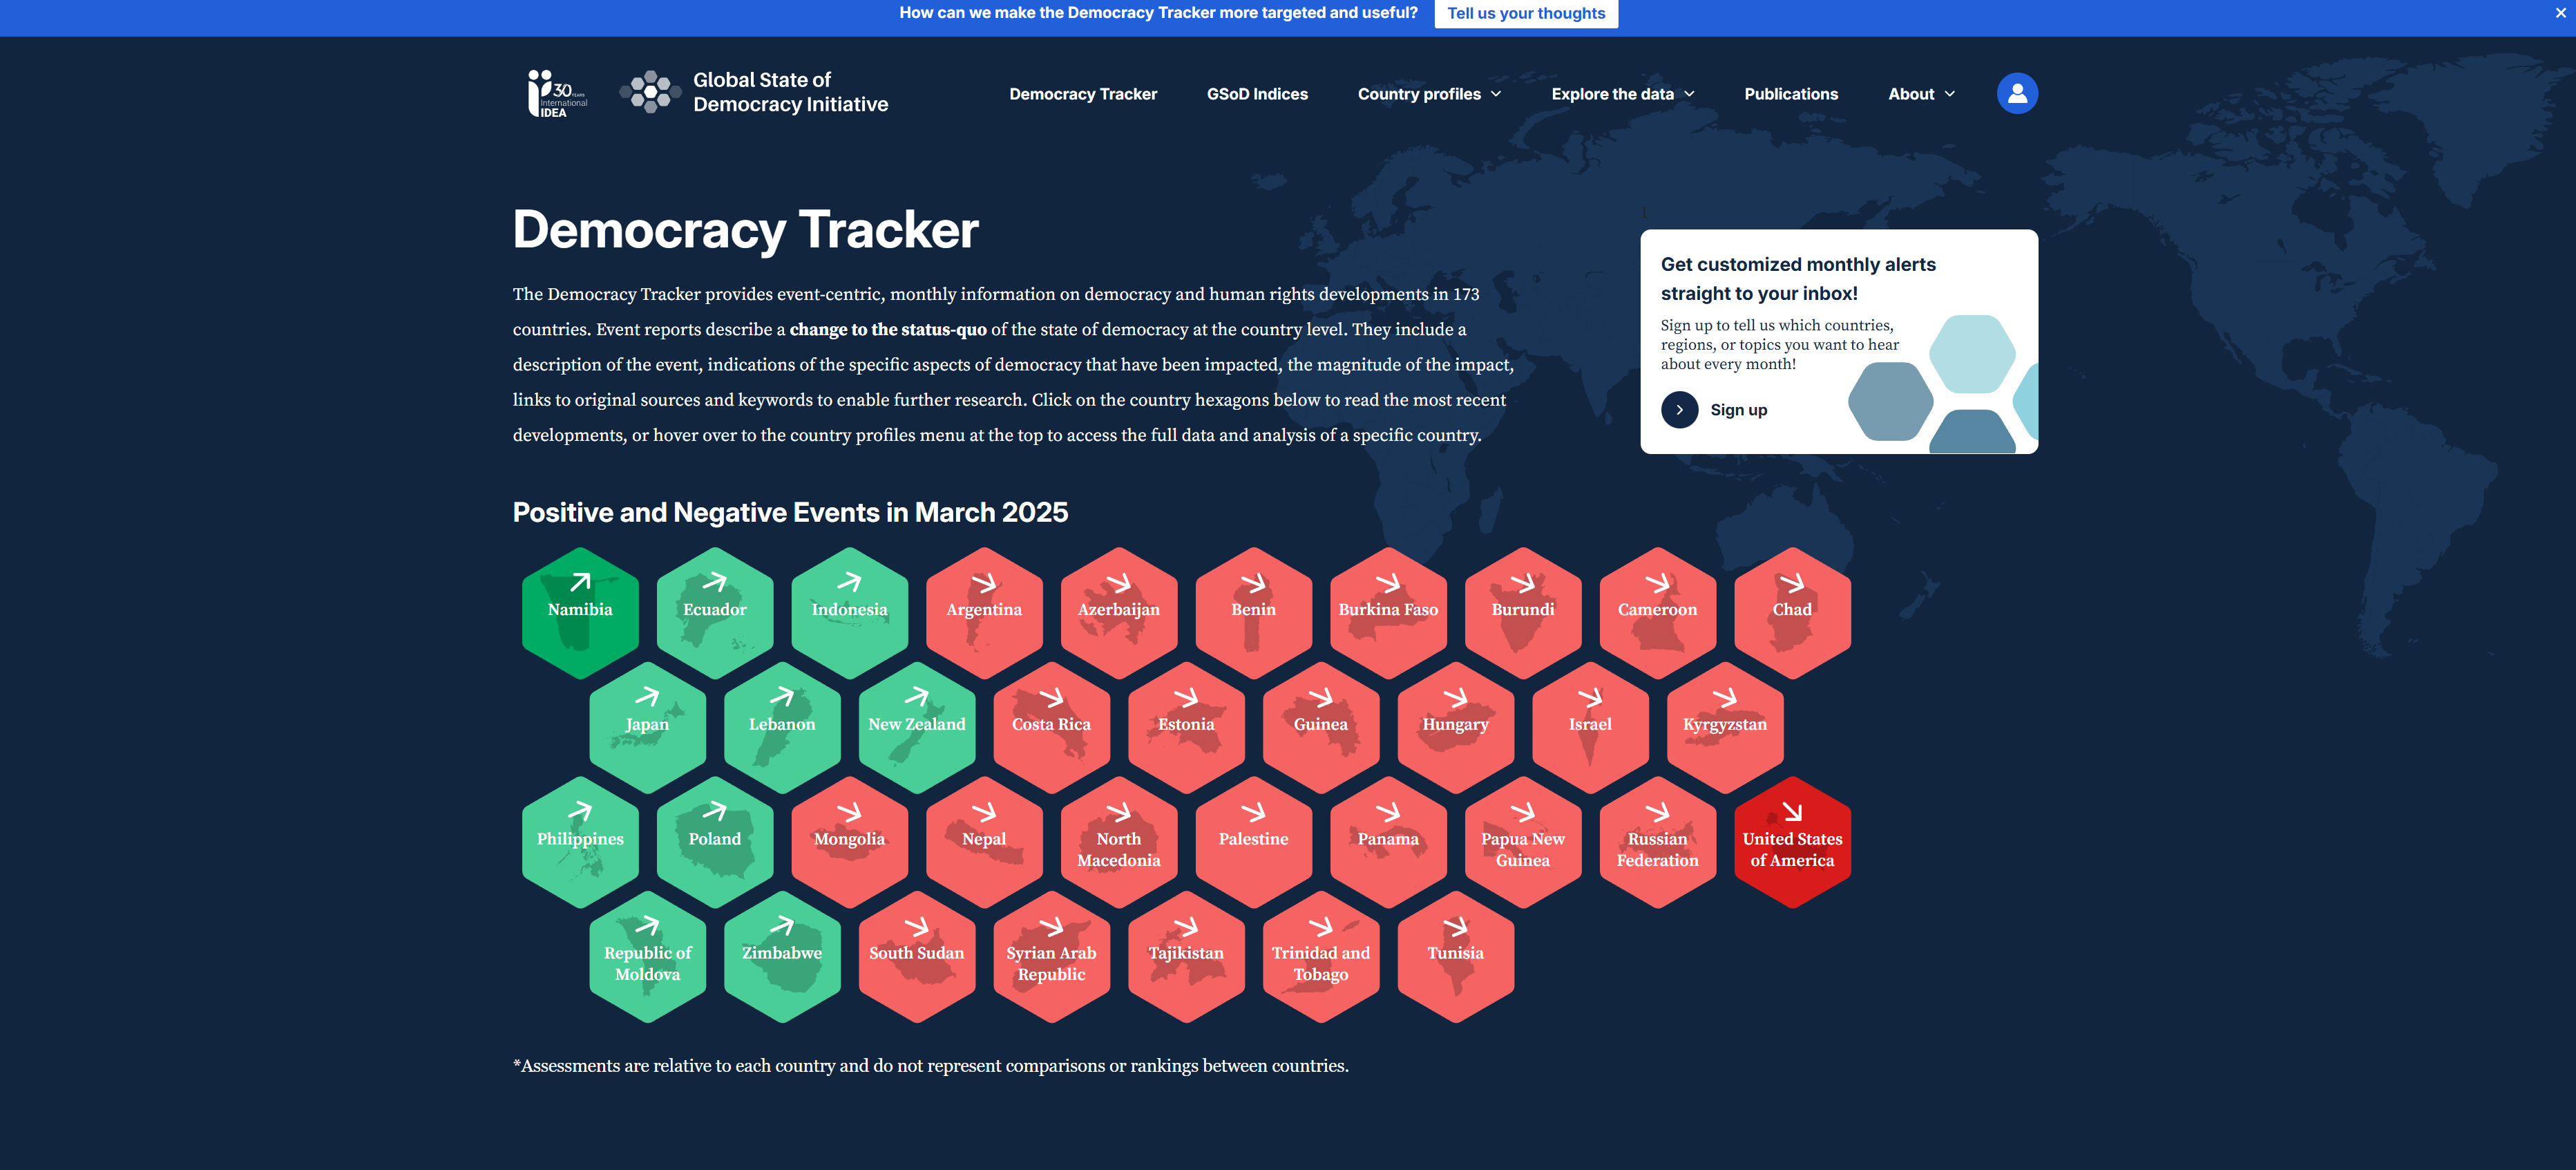 How can we make the Democracy Tracker more targeted and useful? Tell us your thoughts
30 YEARS
International
IDEA
Global State of
Democracy Initiative
Democracy Tracker GSoD Indices Country profiles Explore the data Publications About
Democracy Tracker
The Democracy Tracker provides event-centric, monthly information on democracy and human rights developments in 173
countries. Event reports describe a change to the status-quo of the state of democracy at the country level. They include a
description of the event, indications of the specific aspects of democracy that have been impacted, the magnitude of the impact,
links to original sources and keywords to enable further research. Click on the country hexagons below to read the most recent
developments, or hover over to the country profiles menu at the top to access the full data and analysis of a specific country.
Get customized monthly alerts
straight to your inbox!
Sign up to tell us which countries,
regions, or topics you want to hear
about every month!
Sign up
Positive and Negative Events in March 2025
Namibia Ecuador Indonesia Argentina Azerbaijan Benin Burkina Faso Burundi Cameroon Chad
Japan Lebanon New Zealand Costa Rica Estonia Guinea Hungary Israel Kyrgyzstan
Philippines Poland Mongolia Nepal North Macedonia Palestine Panama Papua New Guinea Russian Federation United States of America
Republic of Moldova Zimbabwe South Sudan Syrian Arab Republic Tajikistan Trinidad and Tobago Tunisia
*Assessments are relative to each country and do not represent comparisons or rankings between countries.